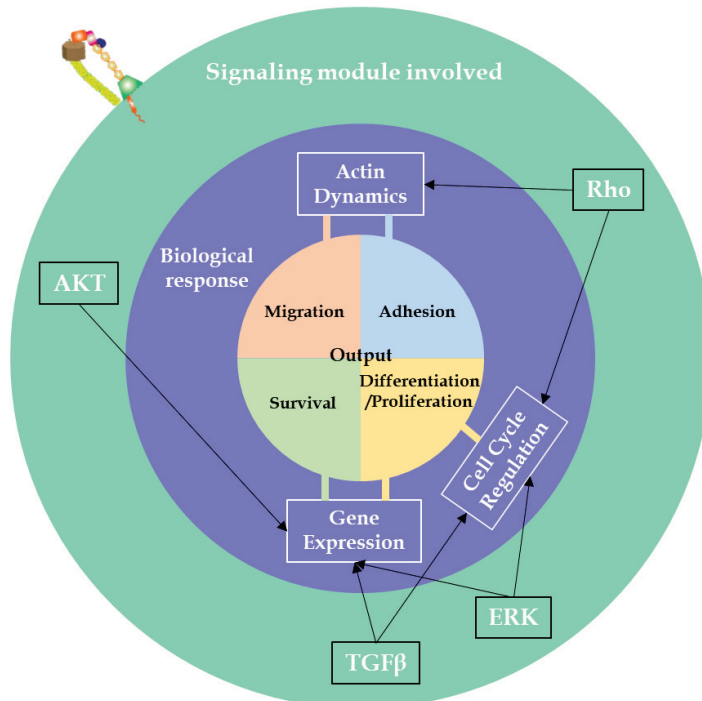 Signaling module involved
Actin
Dynamics
Rho
Biological
response
AKT
Migration
Adhesion
Output
Survival
Differentiation
/Proliferation
Cell Cycle
Regulation
Gene
Expression
ERK
TGFβ